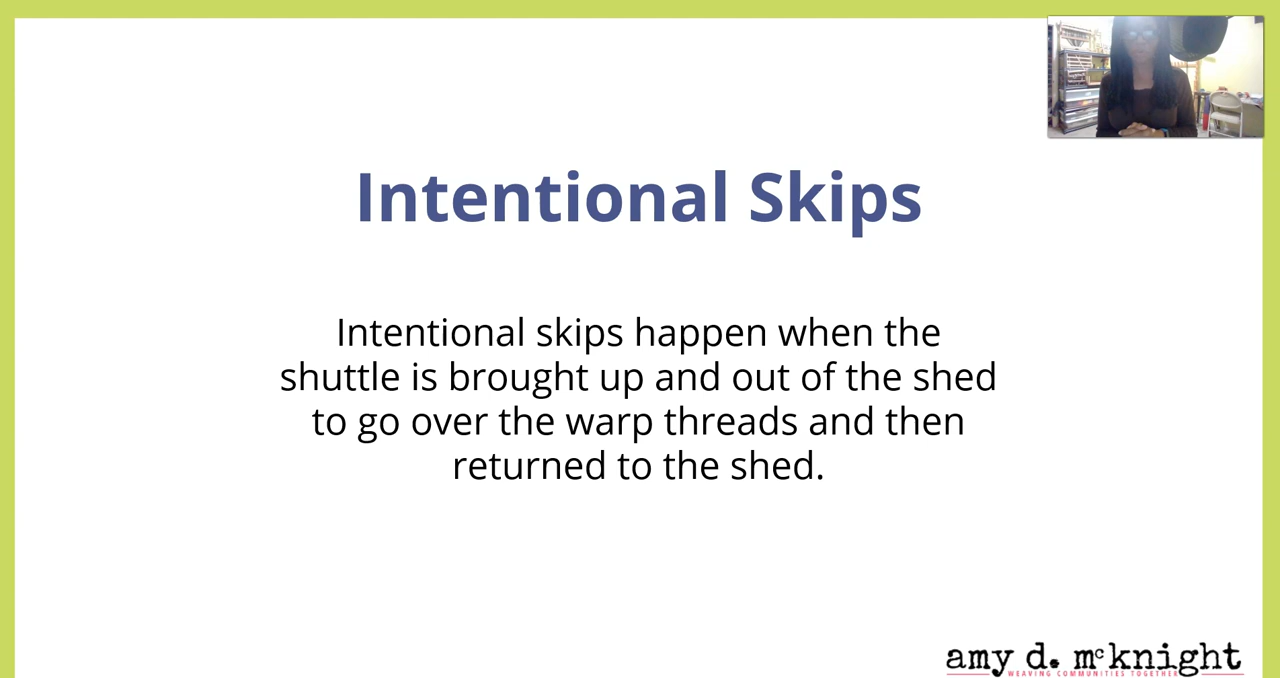 Intentional Skips
Intentional skips happen when the
shuttle is brought up and out of the shed
to go over the warp threads and then
returned to the shed.
amy d. mcknight
WEAVING COMMUNITIES TOGETHER